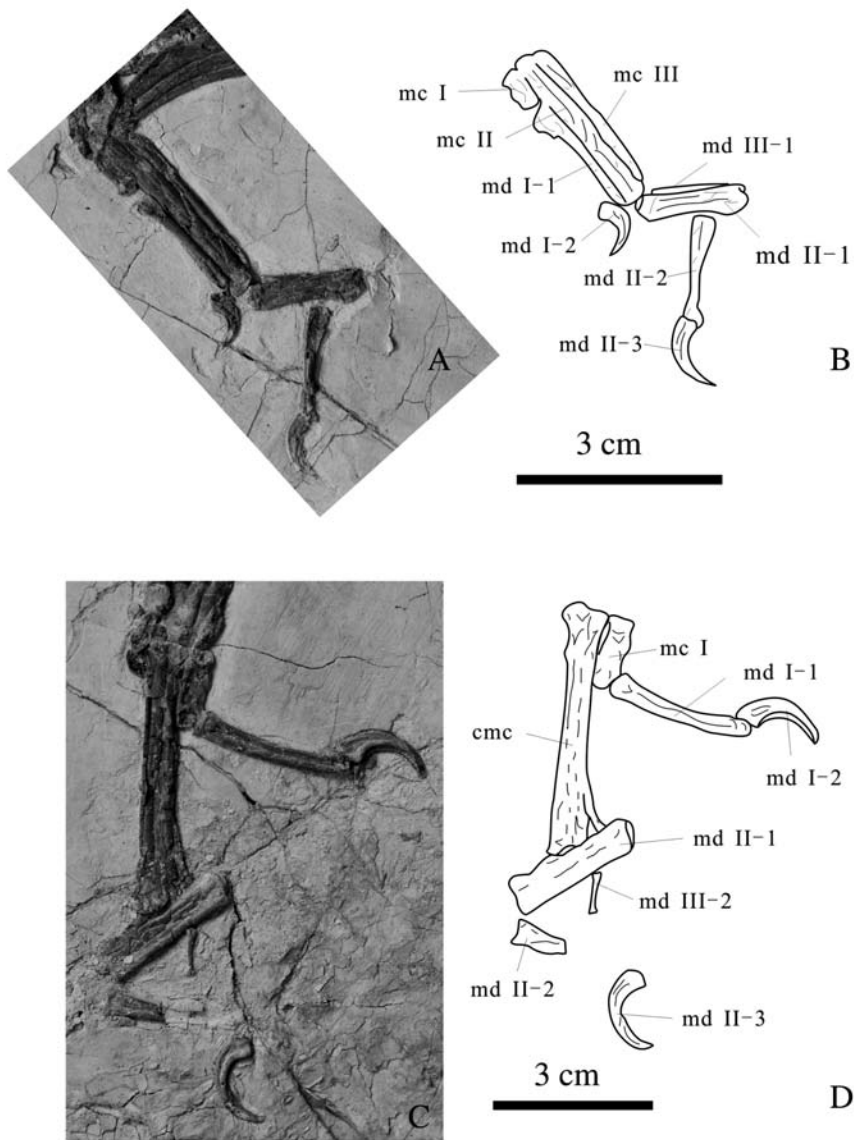 mc I
mc III
mc II
md III-1
md I-1
md I-2
md II-1
md II-2
md II-3
A
B
3 cm
mc I
md I-1
cmc
md I-2
md II-1
md III-2
md II-2
md II-3
3 cm
C
D